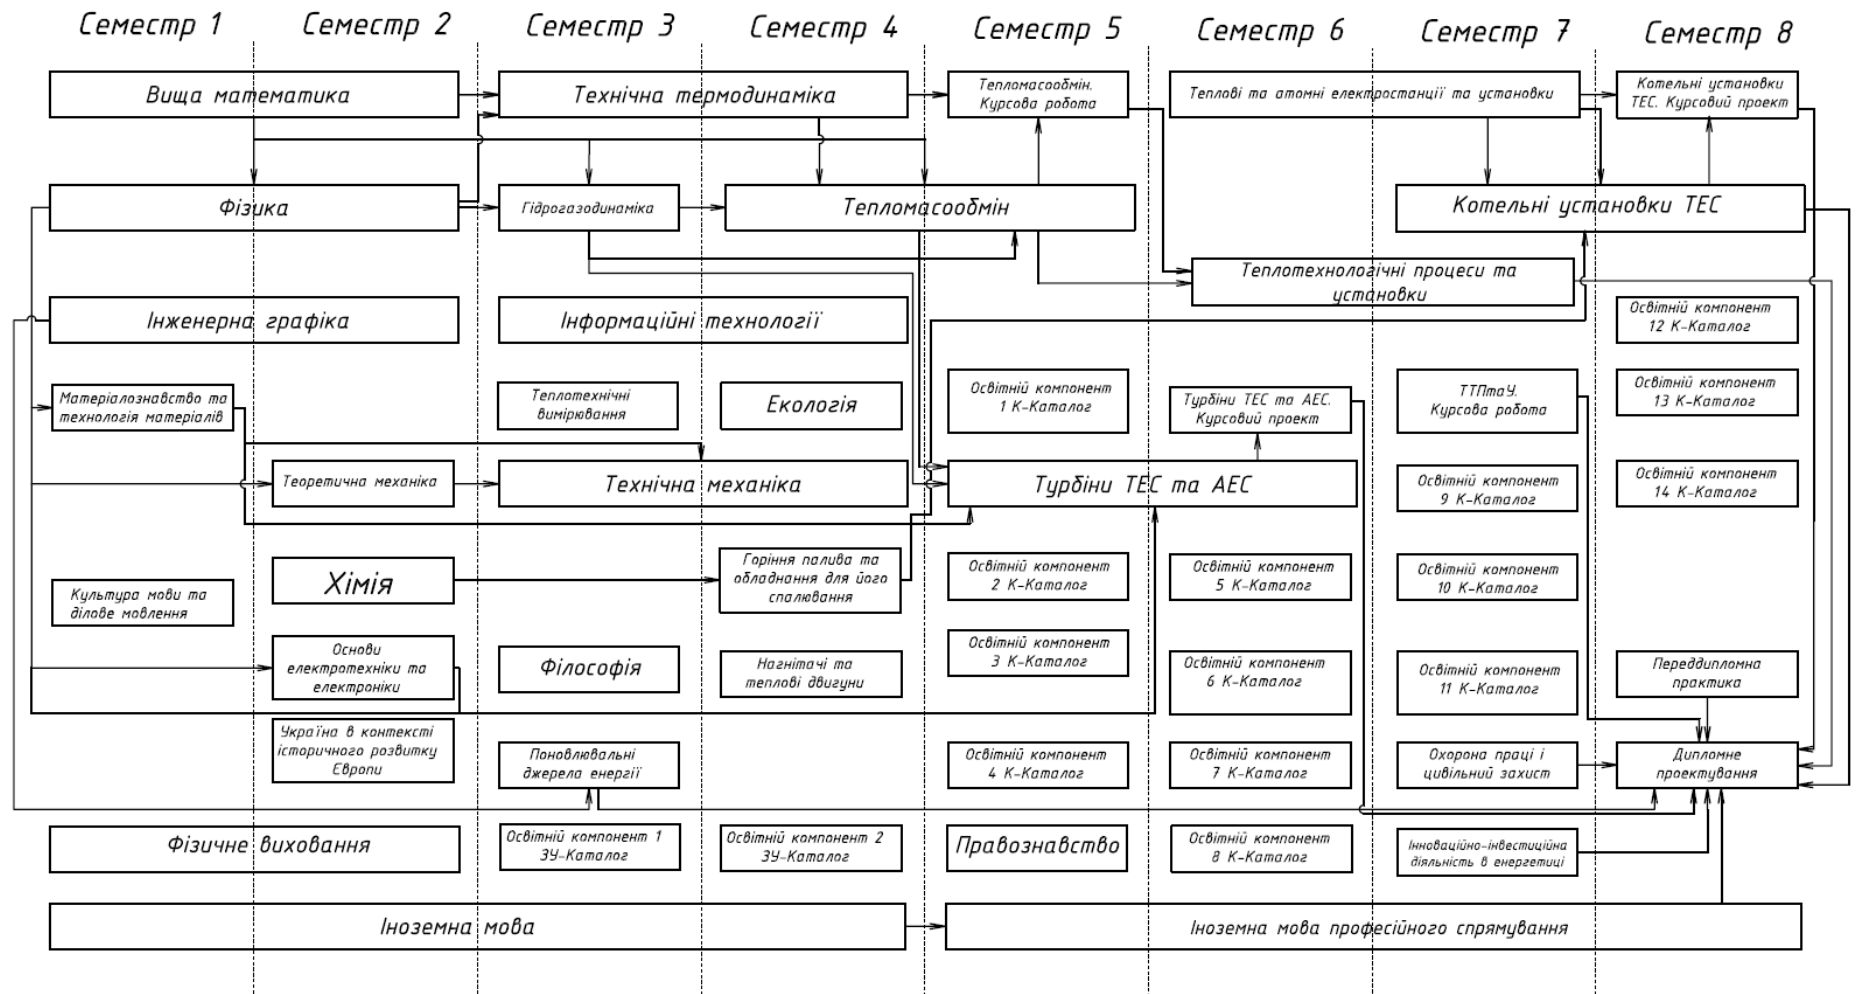 Семестр 1
Семестр 2
Семестр 3
Семестр 4
Семестр 5
Семестр 6
Семестр 7
Семестр 8
Вища математика
Технічна термодинаміка
Тепломасообмін.
Курсова робота
Теплові та атомні електростанції та установки
Котельні установки
ТЕС. Курсовий проект
Фізика
Гідрогазодинаміка
Тепломасообмін
Котельні установки ТЕС
Теплотехнологічні процеси та
установки
Інженерна графіка
Інформаційні технології
Освітній компонент
12 К-Каталог
Матеріалознавство та
технологія матеріалів
Теплотехнічні
вимірювання
Екологія
Освітній компонент
1 К-Каталог
Турбіни ТЕС та АЕС.
Курсовий проект
ТТПтаУ.
Курсова робота
Освітній компонент
13 К-Каталог
Теоретична механіка
Технічна механіка
Турбіни ТЕС та АЕС
Освітній компонент
9 К-Каталог
Освітній компонент
14 К-Каталог
Культура мови та
ділове мовлення
Хімія
Горіння палива та
обладнання для його
спалювання
Освітній компонент
2 К-Каталог
Освітній компонент
5 К-Каталог
Освітній компонент
10 К-Каталог
Основи
електротехніки та
електроніки
Філософія
Нагнітачі та
теплові двигуни
Освітній компонент
3 К-Каталог
Освітній компонент
6 К-Каталог
Освітній компонент
11 К-Каталог
Переддипломна
практика
Україна в контексті
історичного розвитку
Європи
Поновлювальні
джерела енергії
Освітній компонент
4 К-Каталог
Освітній компонент
7 К-Каталог
Охорона праці і
цивільний захист
Дипломне
проектування
Фізичне виховання
Освітній компонент 1
ЗУ-Каталог
Освітній компонент 2
ЗУ-Каталог
Правознавство
Освітній компонент
8 К-Каталог
Інноваційно-інвестиційна
діяльність в енергетиці
Іноземна мова
Іноземна мова професійного спрямування